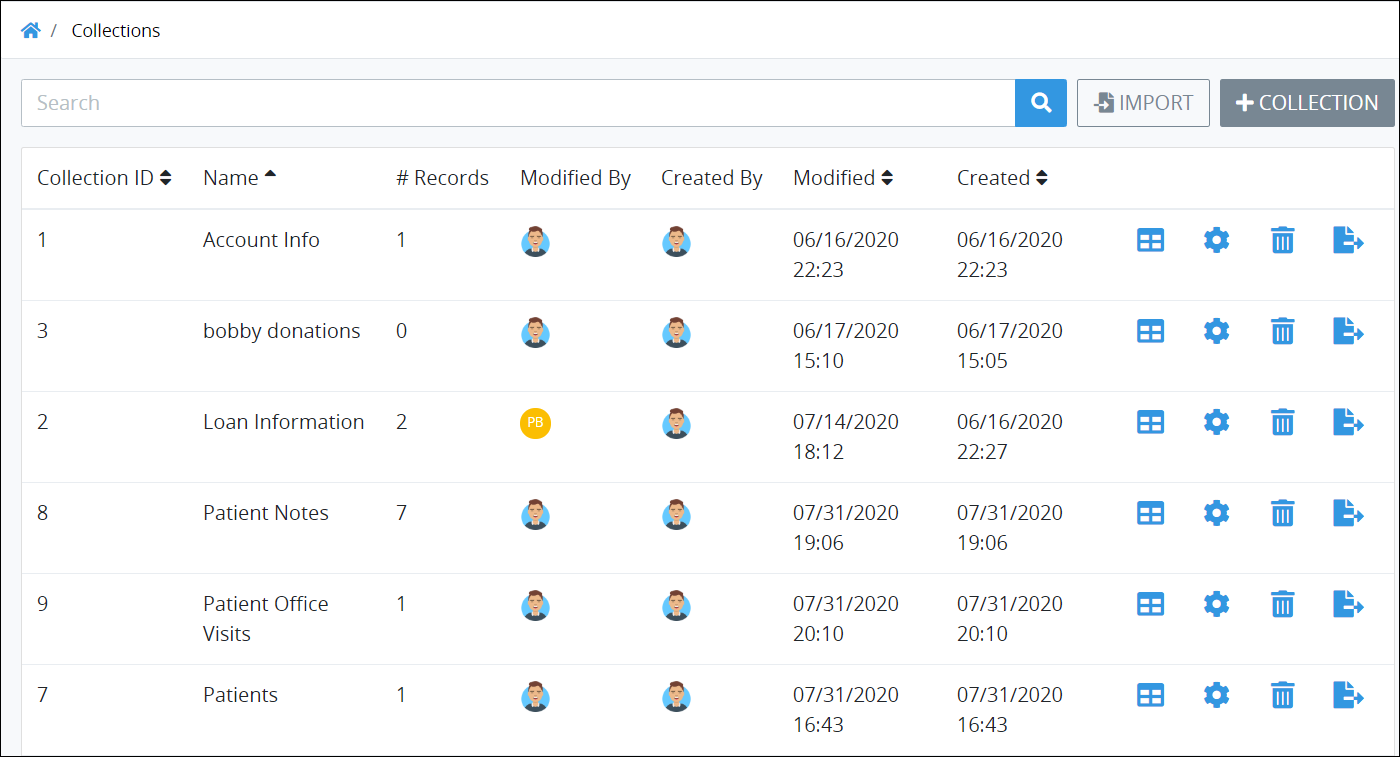 / Collections
Search
IMPORT
COLLECTION
Collection ID Name # Records Modified By Created By Modified Created
1 Account Info 1 06/16/2020 06/16/2020
22:23 22:23
3 bobby donations 0 06/17/2020 06/17/2020
15:10 15:05
2 Loan Information 2 PB 07/14/2020 06/16/2020
18:12 22:27
8 Patient Notes 7 07/31/2020 07/31/2020
19:06 19:06
9 Patient Office 1 07/31/2020 07/31/2020
Visits 20:10 20:10
7 Patients 1 07/31/2020 07/31/2020
16:43 16:43